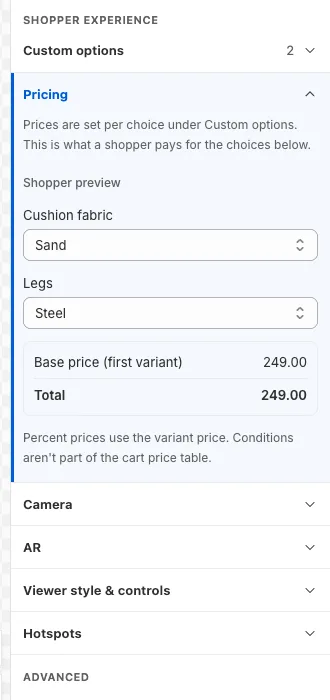 SHOPPER EXPERIENCE
Custom options 2
Pricing
Prices are set per choice under Custom options.
This is what a shopper pays for the choices below.
Shopper preview
Cushion fabric
Sand
Legs
Steel
Base price (first variant) 249.00
Total 249.00
Percent prices use the variant price. Conditions
aren't part of the cart price table.
Camera
AR
Viewer style & controls
Hotspots
ADVANCED